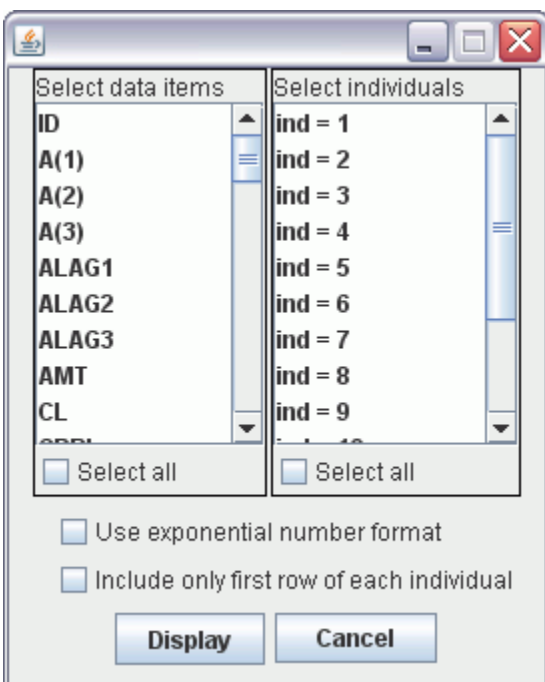 Select data items
ID
A(1)
A(2)
A(3)
ALAG1
ALAG2
ALAG3
AMT
CL
Select all
Select individuals
ind = 1
ind = 2
ind = 3
ind = 4
ind = 5
ind = 6
ind = 7
ind = 8
ind = 9
Select all
Use exponential number format
Include only first row of each individual
Display
Cancel